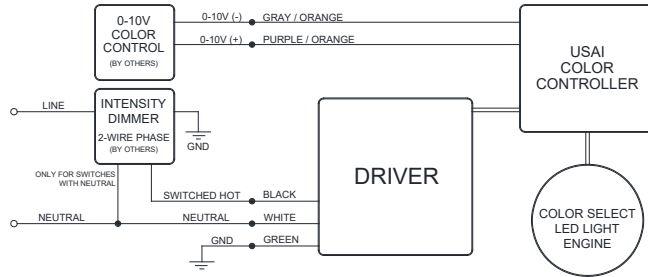 0-10V
COLOR
CONTROL
(BY OTHERS)
0-10V (-) GRAY / ORANGE
0-10V (+) PURPLE / ORANGE
USAI
COLOR
CONTROLLER
LINE
INTENSITY
DIMMER
2-WIRE PHASE
(BY OTHERS)
GND
ONLY FOR SWITCHES
WITH NEUTRAL
DRIVER
SWITCHED HOT BLACK
NEUTRAL NEUTRAL WHITE
GND GREEN
COLOR SELECT
LED LIGHT
ENGINE